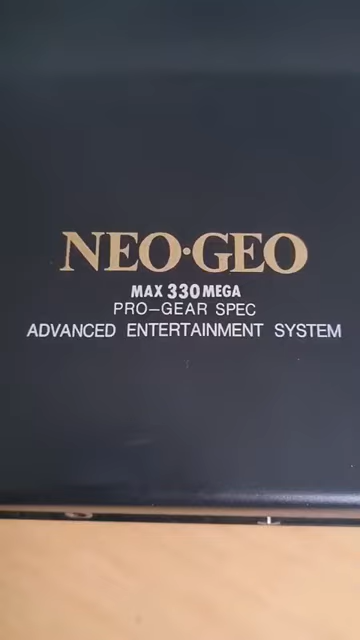 NEO·GEO
MAX 330 MEGA
PRO-GEAR SPEC
ADVANCED ENTERTAINMENT SYSTEM